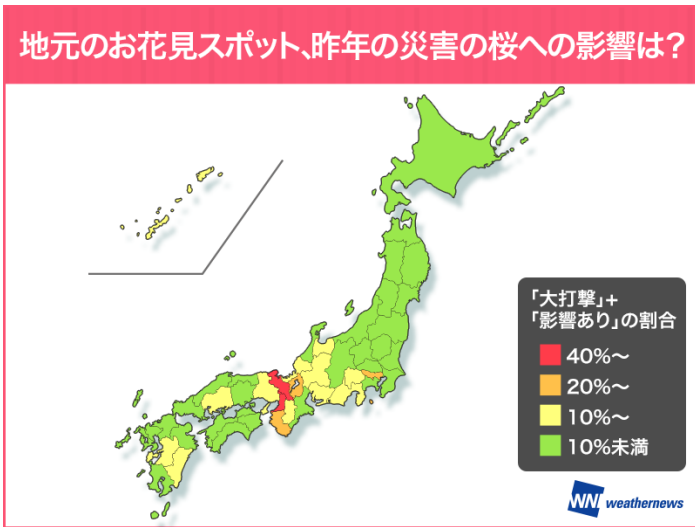 地元のお花見スポット、昨年の災害の桜への影響は?
「大打撃」+
「影響あり」の割合
40%～
20%～
10%～
10%未満
WNI weathernews